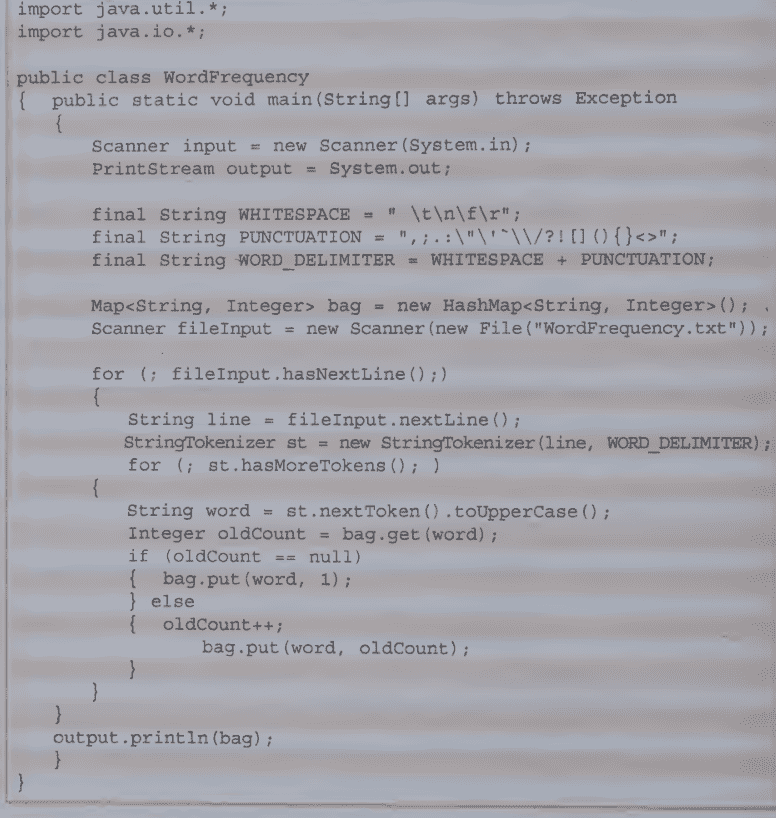 import java.util.*;
import java.io.*;
public class WordFrequency
{ public static void main(String[] args) throws Exception
{
Scanner input = new Scanner(System.in);
PrintStream output = System.out;
final String WHITESPACE = " \t\n\f\r";
final String PUNCTUATION = ",;.:\"\'`\\/?![](){}<>";
final String WORD_DELIMITER = WHITESPACE + PUNCTUATION;
Map<String, Integer> bag = new HashMap<String, Integer>();
Scanner fileInput = new Scanner(new File("WordFrequency.txt"));
for (; fileInput.hasNextLine();)
{
String line = fileInput.nextLine();
StringTokenizer st = new StringTokenizer(line, WORD_DELIMITER);
for (; st.hasMoreTokens(); )
{
String word = st.nextToken().toUpperCase();
Integer oldCount = bag.get(word);
if (oldCount == null)
{ bag.put(word, 1);
} else
{ oldCount++;
bag.put(word, oldCount);
}
}
}
output.println(bag);
}
}